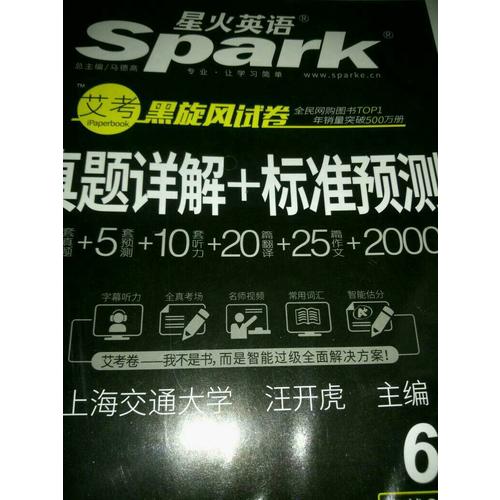 星火英语®
Spark®
总主编/马德高
专业·让学习简单
www.sparke.cn
™
艾考
iPaperbook
黑旋风试卷
全民网购图书TOP1
年销量突破500万册
真题详解+标准预测
套真题+5套预测+10套听力+20篇翻译+25篇作文+2000
字幕听力 全真考场 名师视频 常用词汇 智能估分
艾考卷——我不是书,而是智能过级全面解决方案!
上海交通大学 汪开虎 主编
6